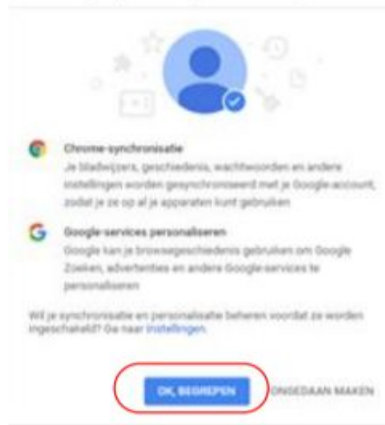 Chrome-synchronisatie
Je bladwijzers, geschiedenis, wachtwoorden en andere
instellingen worden gesynchroniseerd met je Google-account,
zodat je ze op al je apparaten kunt gebruiken
Google-services personaliseren
Google kan je browsegeschiedenis gebruiken om Google
Zoeken, advertenties en andere Google-services te
personaliseren
Wil je synchronisatie en personalisatie beheren voordat ze worden
ingeschakeld? Ga naar Instellingen.
OK, BEGREPEN ONGEDAAN MAKEN